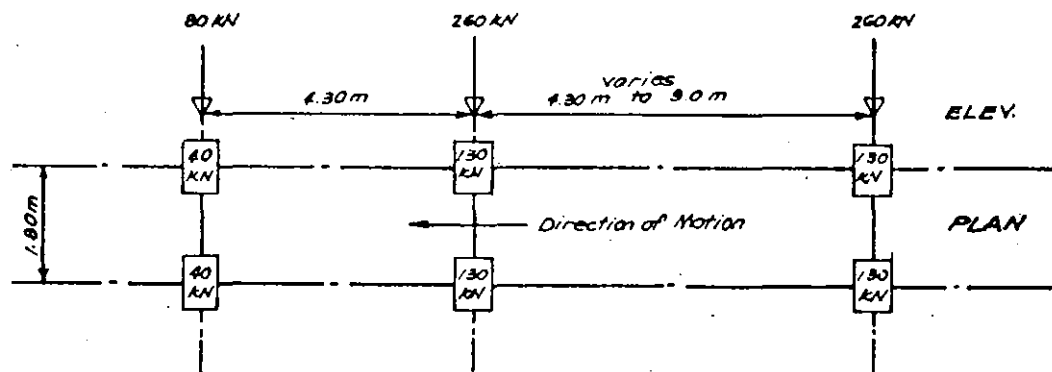 80 KN 260 KN 260 KN
4.30 m varies
4.30 m to 9.0 m ELEV.
40 KN 130 KN 130 KN
1.80m Direction of Motion PLAN
40 KN 130 KN 130 KN